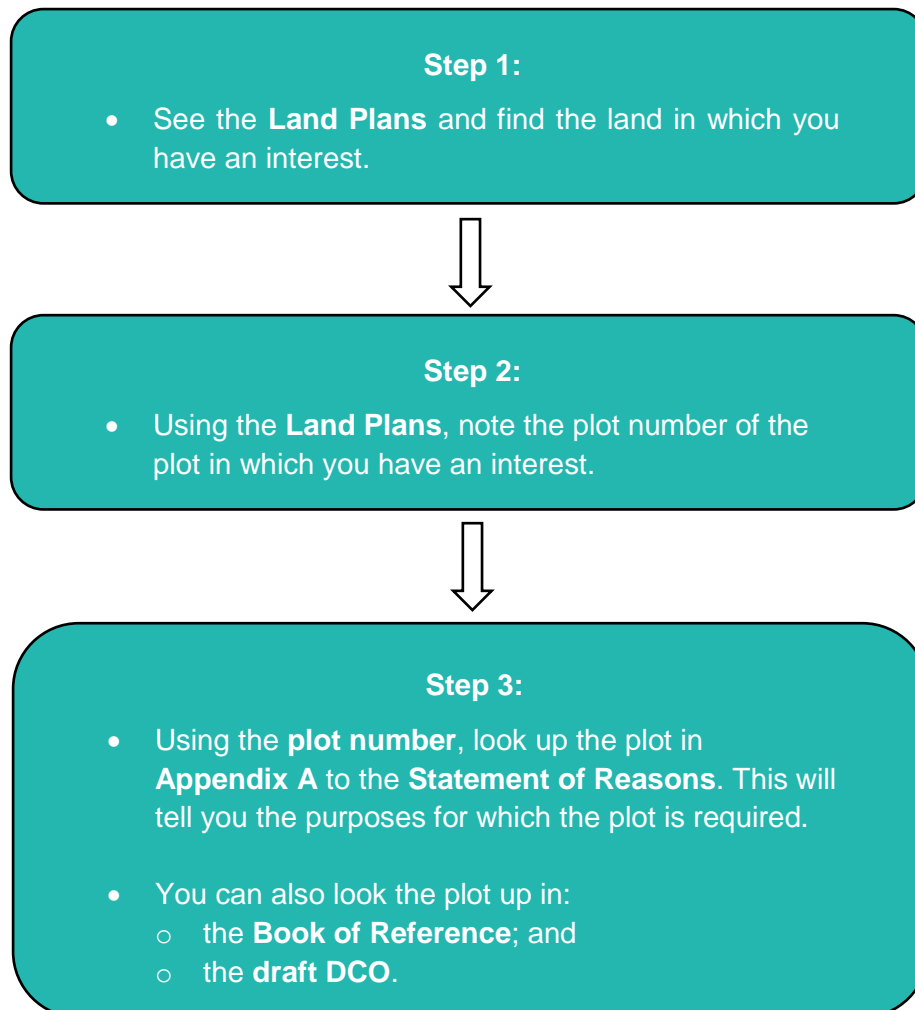 Step 1:
• See the Land Plans and find the land in which you
have an interest.
Step 2:
• Using the Land Plans, note the plot number of the
plot in which you have an interest.
Step 3:
• Using the plot number, look up the plot in
Appendix A to the Statement of Reasons. This will
tell you the purposes for which the plot is required.
• You can also look the plot up in:
o the Book of Reference; and
o the draft DCO.